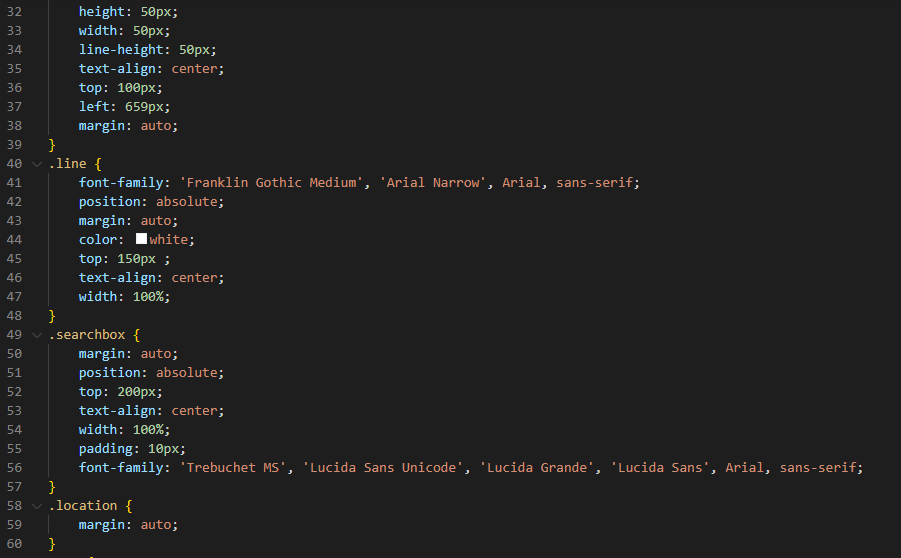 32 height: 50px;
33 width: 50px;
34 line-height: 50px;
35 text-align: center;
36 top: 100px;
37 left: 659px;
38 margin: auto;
39 }
40 .line {
41 font-family: 'Franklin Gothic Medium', 'Arial Narrow', Arial, sans-serif;
42 position: absolute;
43 margin: auto;
44 color: white;
45 top: 150px ;
46 text-align: center;
47 width: 100%;
48 }
49 .searchbox {
50 margin: auto;
51 position: absolute;
52 top: 200px;
53 text-align: center;
54 width: 100%;
55 padding: 10px;
56 font-family: 'Trebuchet MS', 'Lucida Sans Unicode', 'Lucida Grande', 'Lucida Sans', Arial, sans-serif;
57 }
58 .location {
59 margin: auto;
60 }